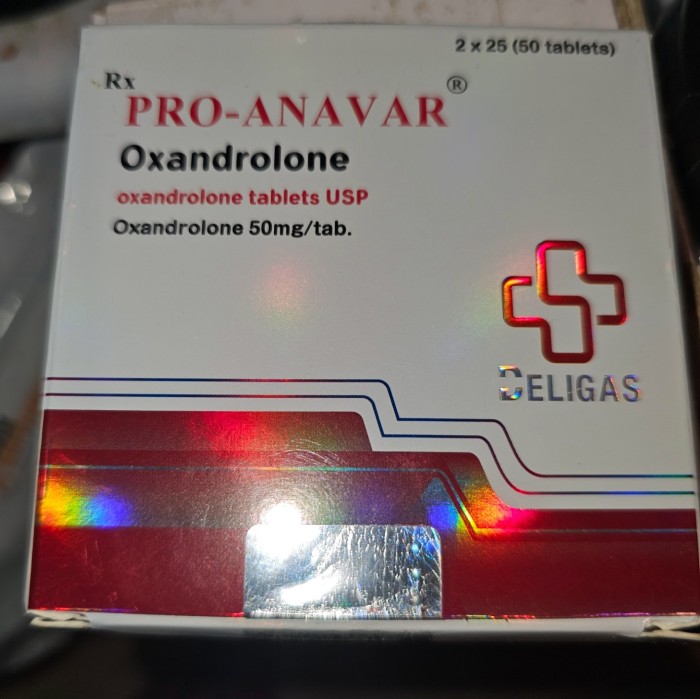 2 x 25 (50 tablets)
Rx
PRO-ANAVAR®
Oxandrolone
oxandrolone tablets USP
Oxandrolone 50mg/tab.
DELIGAS